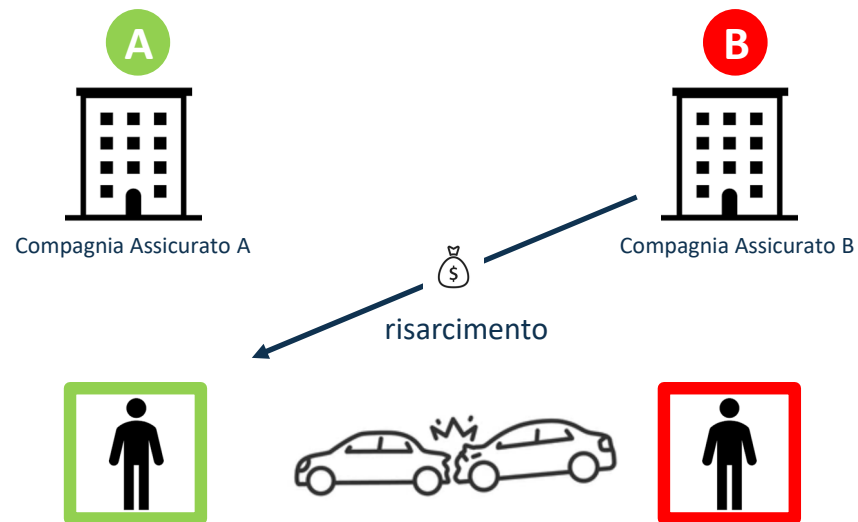 A
B
Compagnia Assicurato A
Compagnia Assicurato B
$
risarcimento